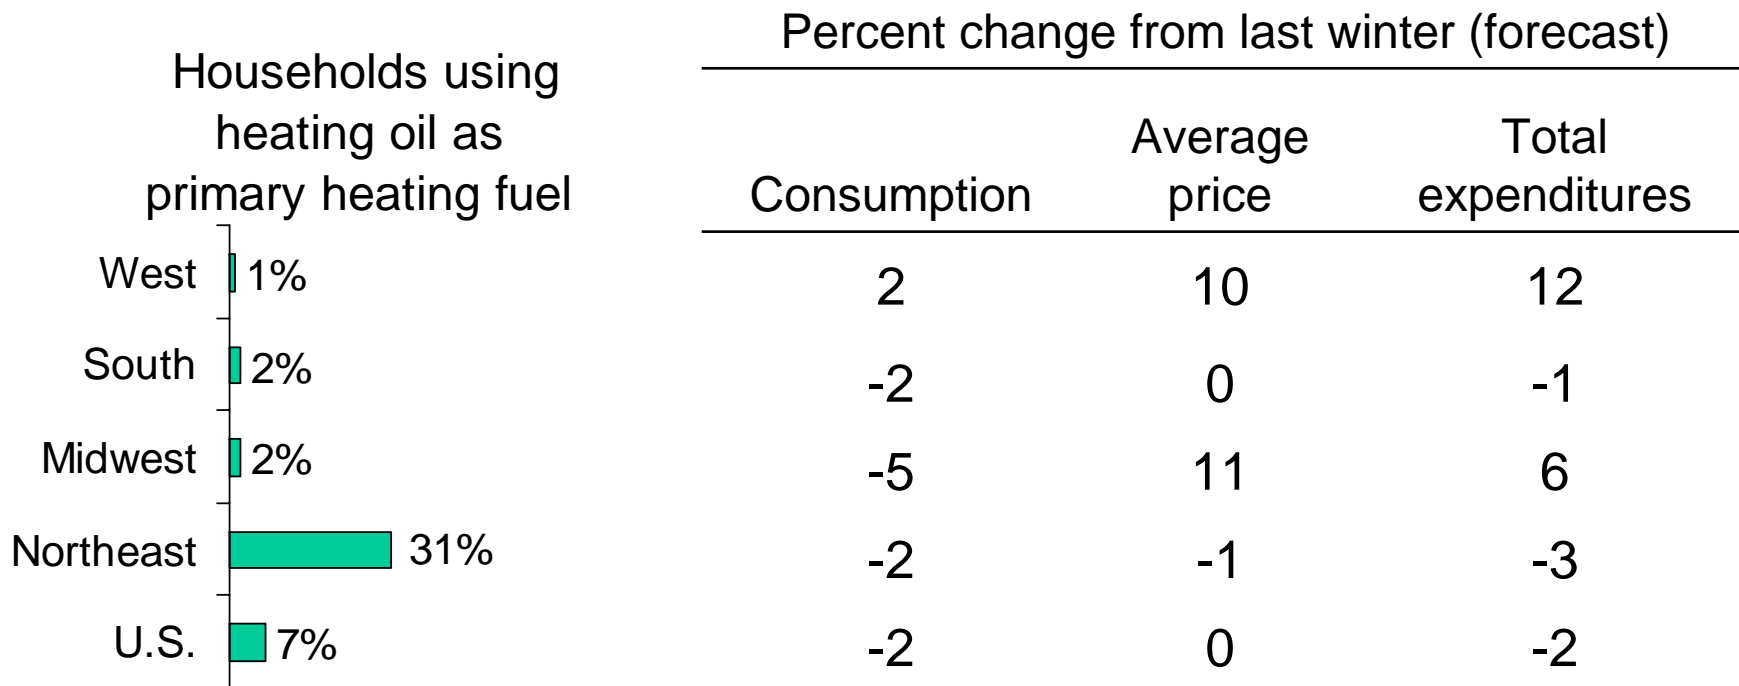 Percent change from last winter (forecast)
Households using
heating oil as
primary heating fuel
Consumption
Average
price
Total
expenditures
West 1% 2 10 12
South 2% -2 0 -1
Midwest 2% -5 11 6
Northeast 31% -2 -1 -3
U.S. 7% -2 0 -2